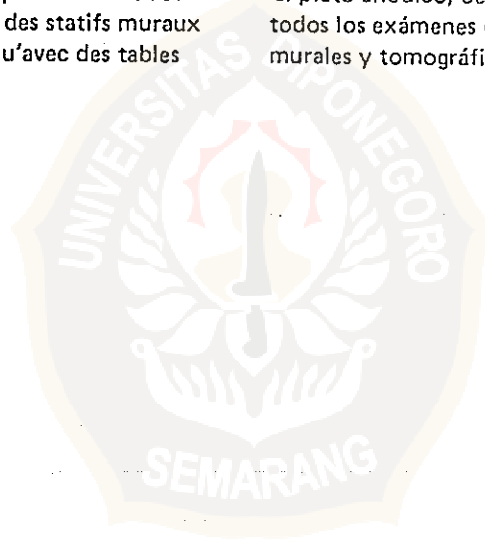 des statifs muraux
u'avec des tables
todos los exámenes
murales y tomográfi
UNIVERSITAS DIPONEGORO
SEMARANG